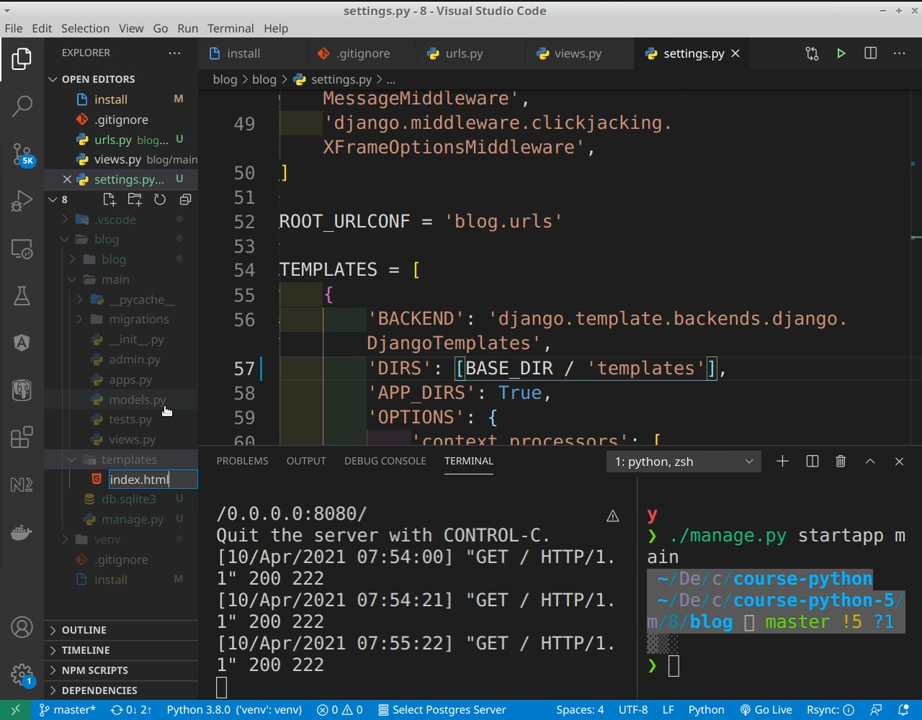 settings.py - 8 - Visual Studio Code
File Edit Selection View Go Run Terminal Help
EXPLORER
OPEN EDITORS
install M
.gitignore
urls.py blog... U
views.py blog/main
settings.py... U
8
.vscode
blog
blog
main
__pycache__
migrations
__init__.py
admin.py
apps.py
models.py
tests.py
views.py
templates
index.html
db.sqlite3 U
manage.py U
venv
.gitignore
install M
OUTLINE
TIMELINE
NPM SCRIPTS
DEPENDENCIES
5K
1
install .gitignore urls.py views.py settings.py
blog > blog > settings.py > ...
MessageMiddleware',
49 'django.middleware.clickjacking.
XFrameOptionsMiddleware',
50 ]
51
52 ROOT_URLCONF = 'blog.urls'
53
54 TEMPLATES = [
55 {
56 'BACKEND': 'django.template.backends.django.
DjangoTemplates',
57 'DIRS': [BASE_DIR / 'templates'],
58 'APP_DIRS': True,
59 'OPTIONS': {
60 'context_processors': [
PROBLEMS OUTPUT DEBUG CONSOLE TERMINAL 1: python, zsh
/0.0.0.0:8080/
Quit the server with CONTROL-C.
[10/Apr/2021 07:54:00] "GET / HTTP/1.
1" 200 222
[10/Apr/2021 07:54:21] "GET / HTTP/1.
1" 200 222
[10/Apr/2021 07:55:22] "GET / HTTP/1.
1" 200 222
y
❯ ./manage.py startapp m
ain
~/De/c/course-python
~/De/c/course-python-5/
m/8/blog master !5 ?1
❯
master* 0↓ 2↑ Python 3.8.0 ('venv': venv) 0 0 Select Postgres Server Spaces: 4 UTF-8 LF Python Go Live Rsync: